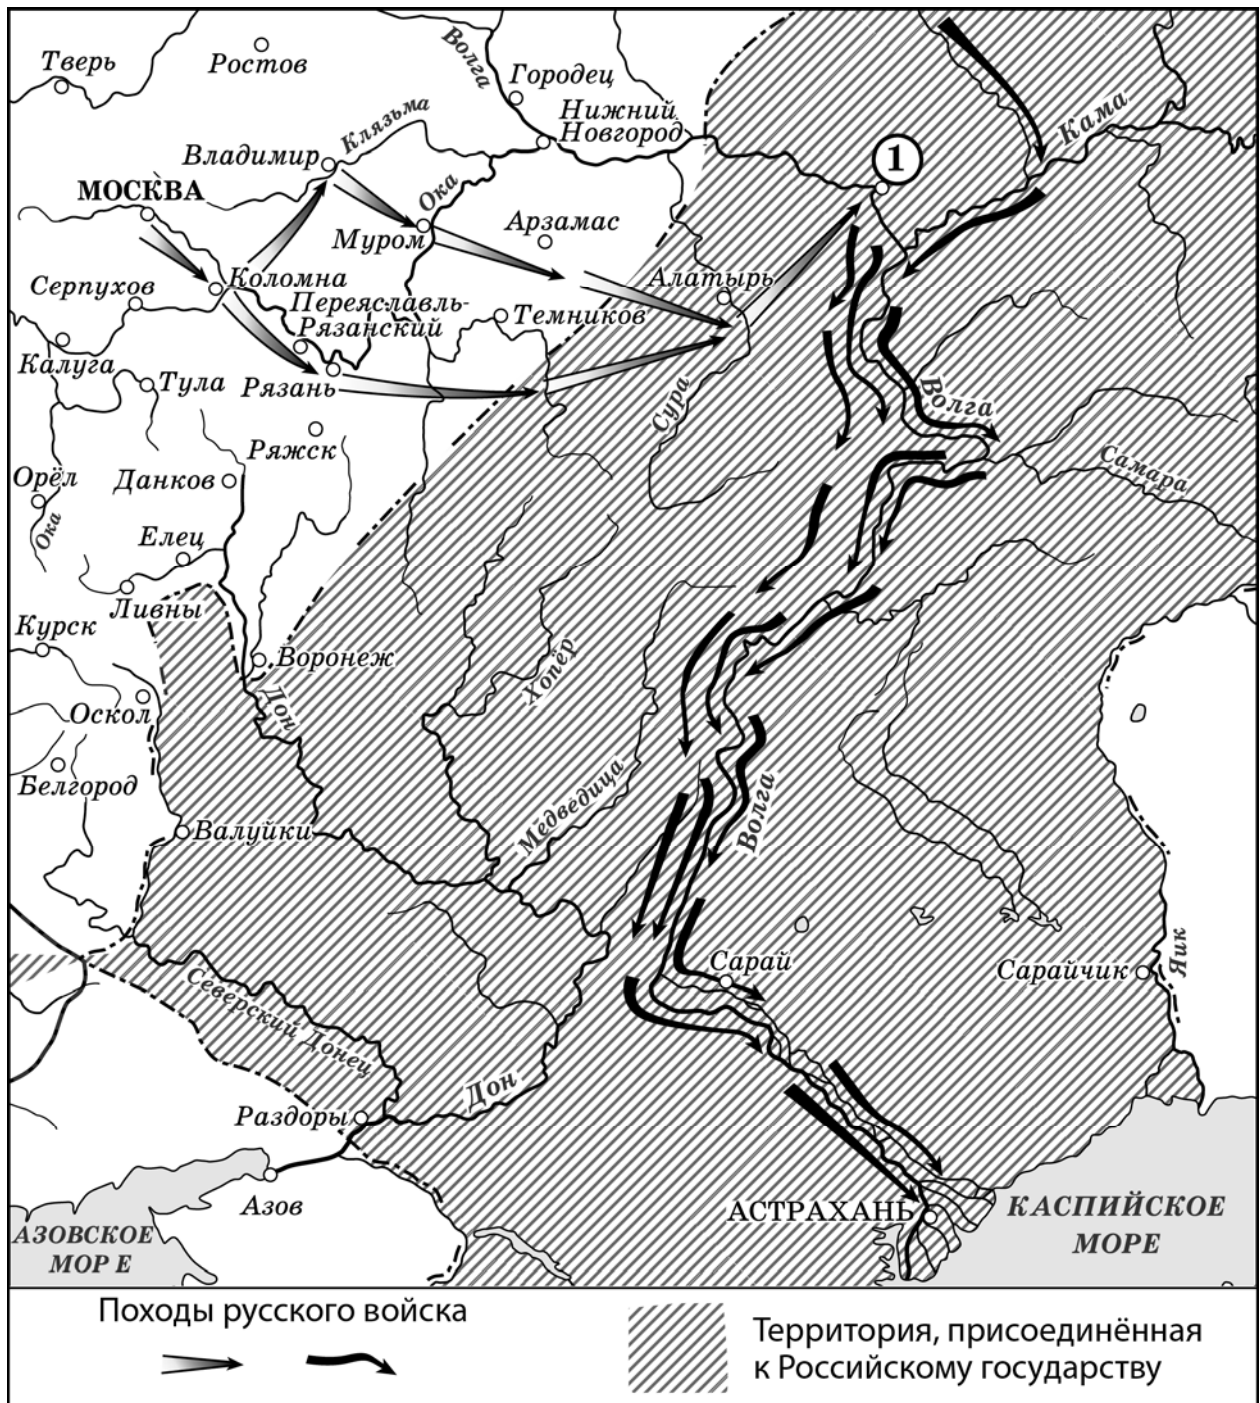 Тверь
Ростов
Волга
Городец
Нижний
Новгород
Кама
Клязьма
Владимир
1
МОСКВА
Ока
Муром
Арзамас
Серпухов
Коломна
Алатырь
Переяславль-
Рязанский
Темников
Калуга
Тула
Рязань
Сура
Волга
Ряжск
Самара
Орёл
Данков
Ока
Елец
Ливны
Курск
Воронеж
Хопёр
Дон
Оскол
Белгород
Медведица
Волга
Валуйки
Сарай
Сарайчик
Яик
Северский Донец
Дон
Раздоры
Азов
АСТРАХАНЬ
КАСПИЙСКОЕ
МОРЕ
АЗОВСКОЕ
МОРЕ
Походы русского войска
Территория, присоединённая
к Российскому государству